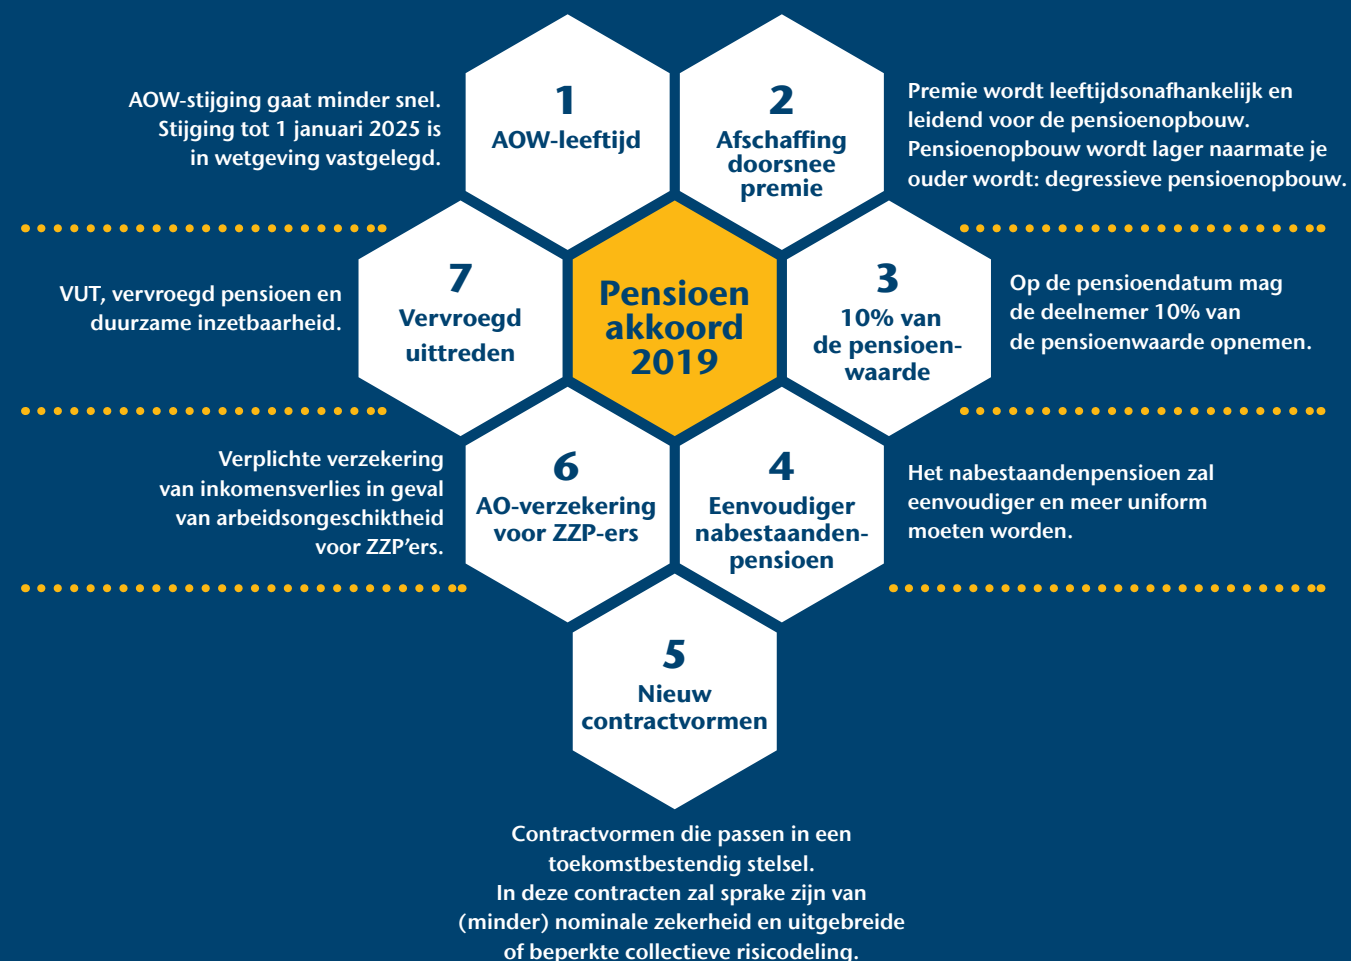 Pensioen
akkoord
2019
1
AOW-leeftijd
AOW-stijging gaat minder snel.
Stijging tot 1 januari 2025 is
in wetgeving vastgelegd.
2
Afschaffing
doorsnee
premie
Premie wordt leeftijdsonafhankelijk en
leidend voor de pensioenopbouw.
Pensioenopbouw wordt lager naarmate je
ouder wordt: degressieve pensioenopbouw.
3
10% van
de pensioen-
waarde
Op de pensioendatum mag
de deelnemer 10% van
de pensioenwaarde opnemen.
4
Eenvoudiger
nabestaanden-
pensioen
Het nabestaandenpensioen zal
eenvoudiger en meer uniform
moeten worden.
5
Nieuw
contractvormen
Contractvormen die passen in een
toekomstbestendig stelsel.
In deze contracten zal sprake zijn van
(minder) nominale zekerheid en uitgebreide
of beperkte collectieve risicodeling.
6
AO-verzekering
voor ZZP-ers
Verplichte verzekering
van inkomensverlies in geval
van arbeidsongeschiktheid
voor ZZP’ers.
7
Vervroegd
uittreden
VUT, vervroegd pensioen en
duurzame inzetbaarheid.